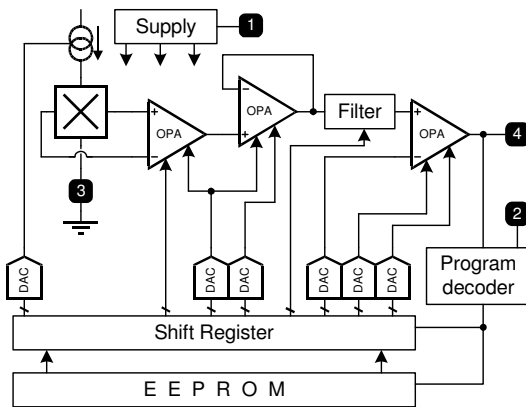 Supply
1
+
−
OPA
−
+
OPA
Filter
+
−
OPA
4
3
2
DAC
DAC
DAC
DAC
DAC
DAC
Program
decoder
Shift Register
E E P R O M